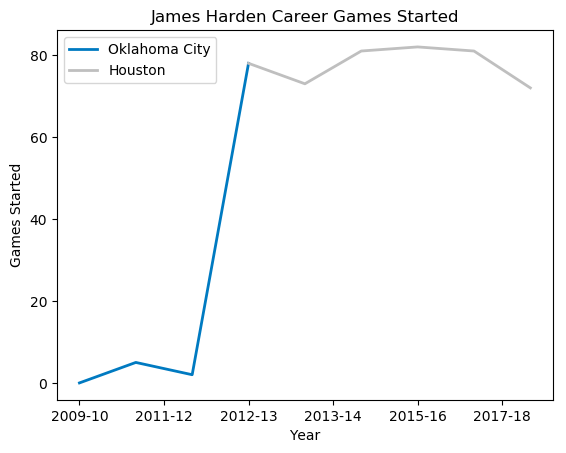 James Harden Career Games Started
Oklahoma City
Houston
80
60
40
20
0
Games Started
2009-10 2011-12 2012-13 2013-14 2015-16 2017-18
Year